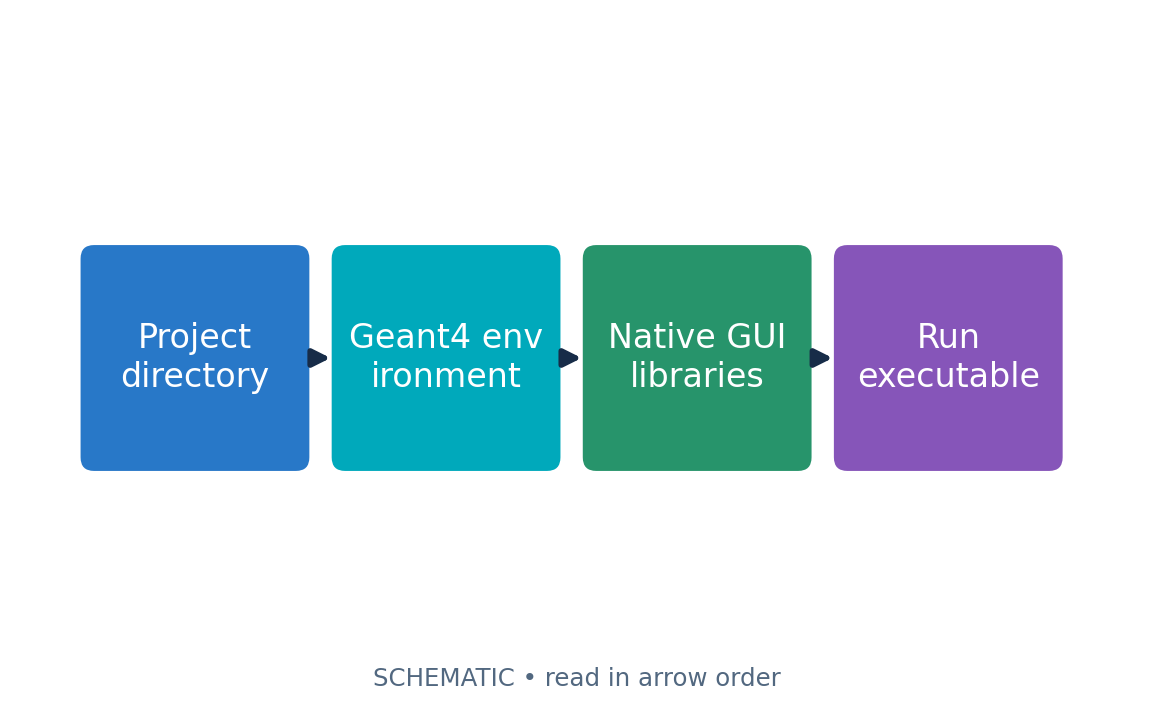 Project
directory
Geant4 env
ironment
Native GUI
libraries
Run
executable
SCHEMATIC • read in arrow order